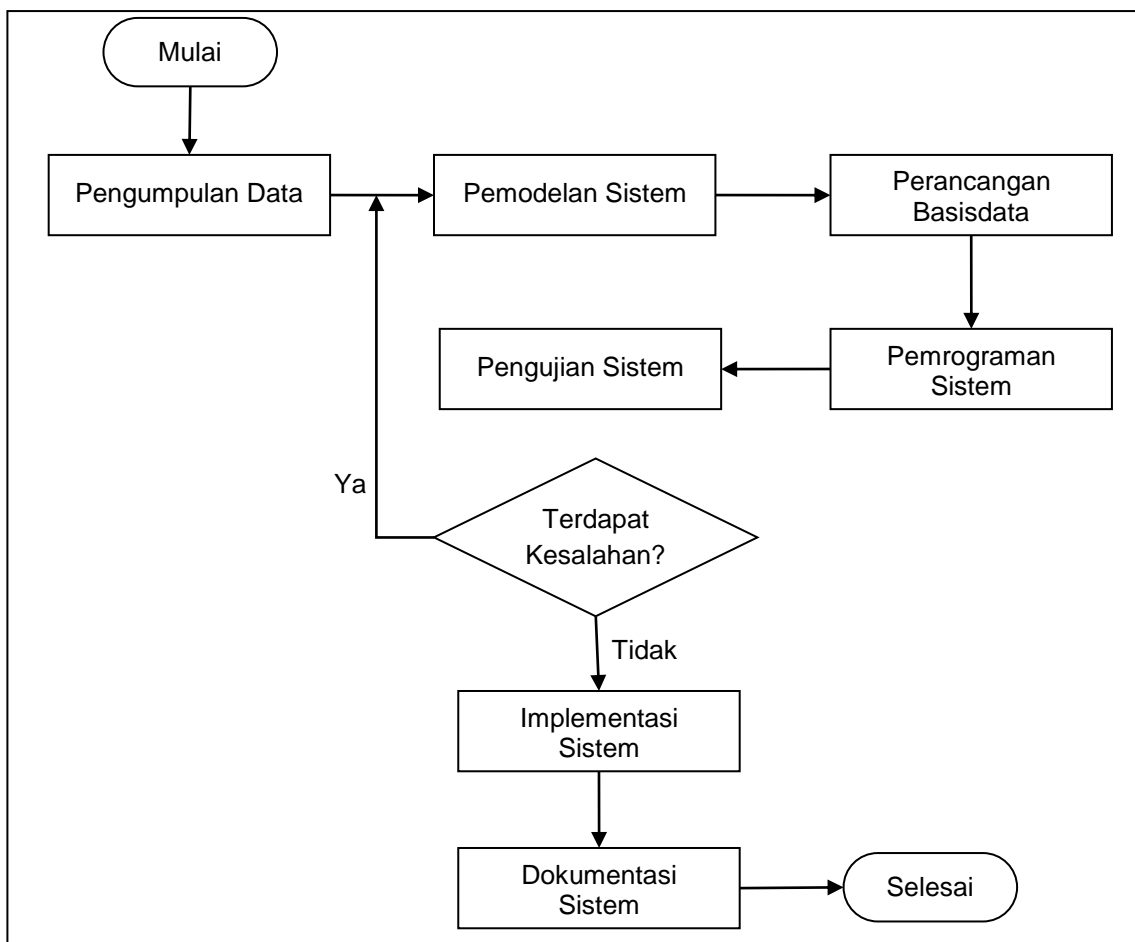 Mulai
Pengumpulan Data
Pemodelan Sistem
Perancangan
Basisdata
Pengujian Sistem
Pemrograman
Sistem
Ya
Terdapat
Kesalahan?
Tidak
Implementasi
Sistem
Dokumentasi
Sistem
Selesai